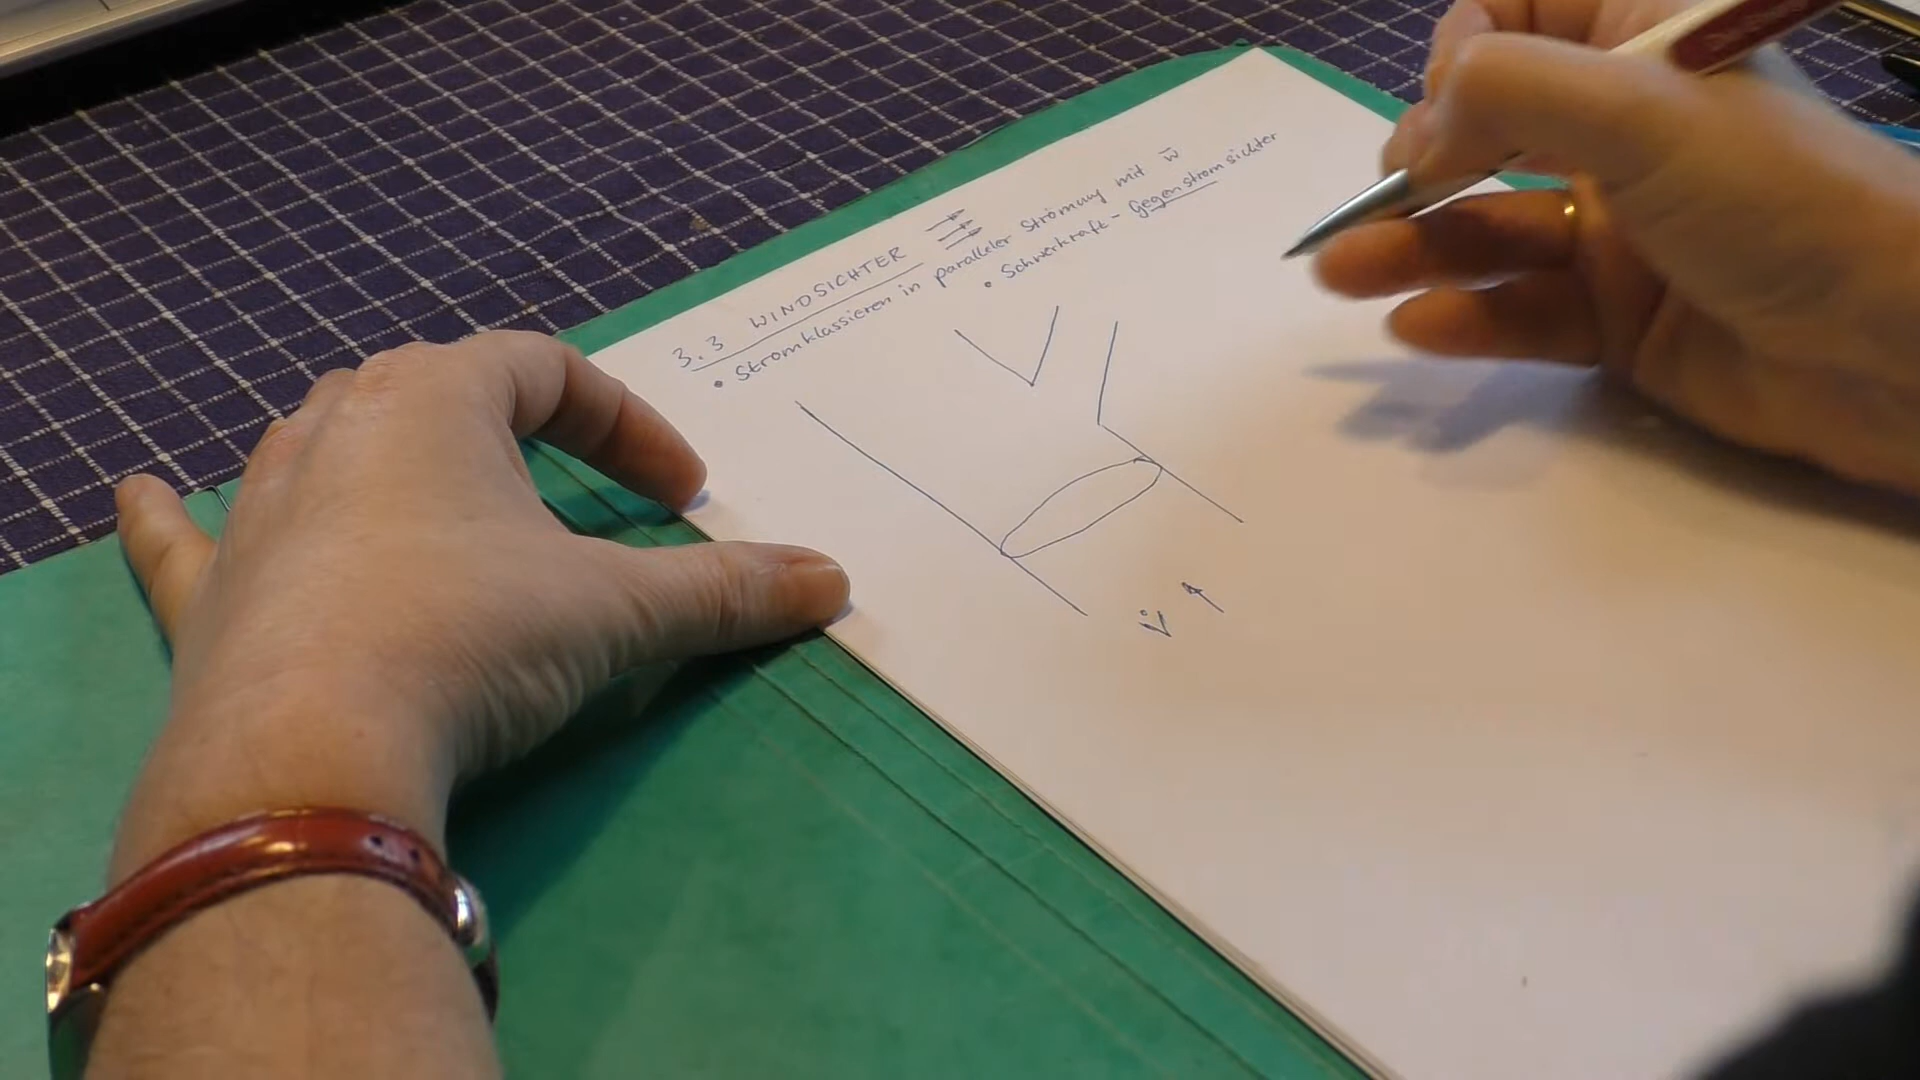 3.3 WINDSICHTER
• Stromklassieren in paralleler Strömung mit w̄
• Schwerkraft - Gegenstromsichter
V̇